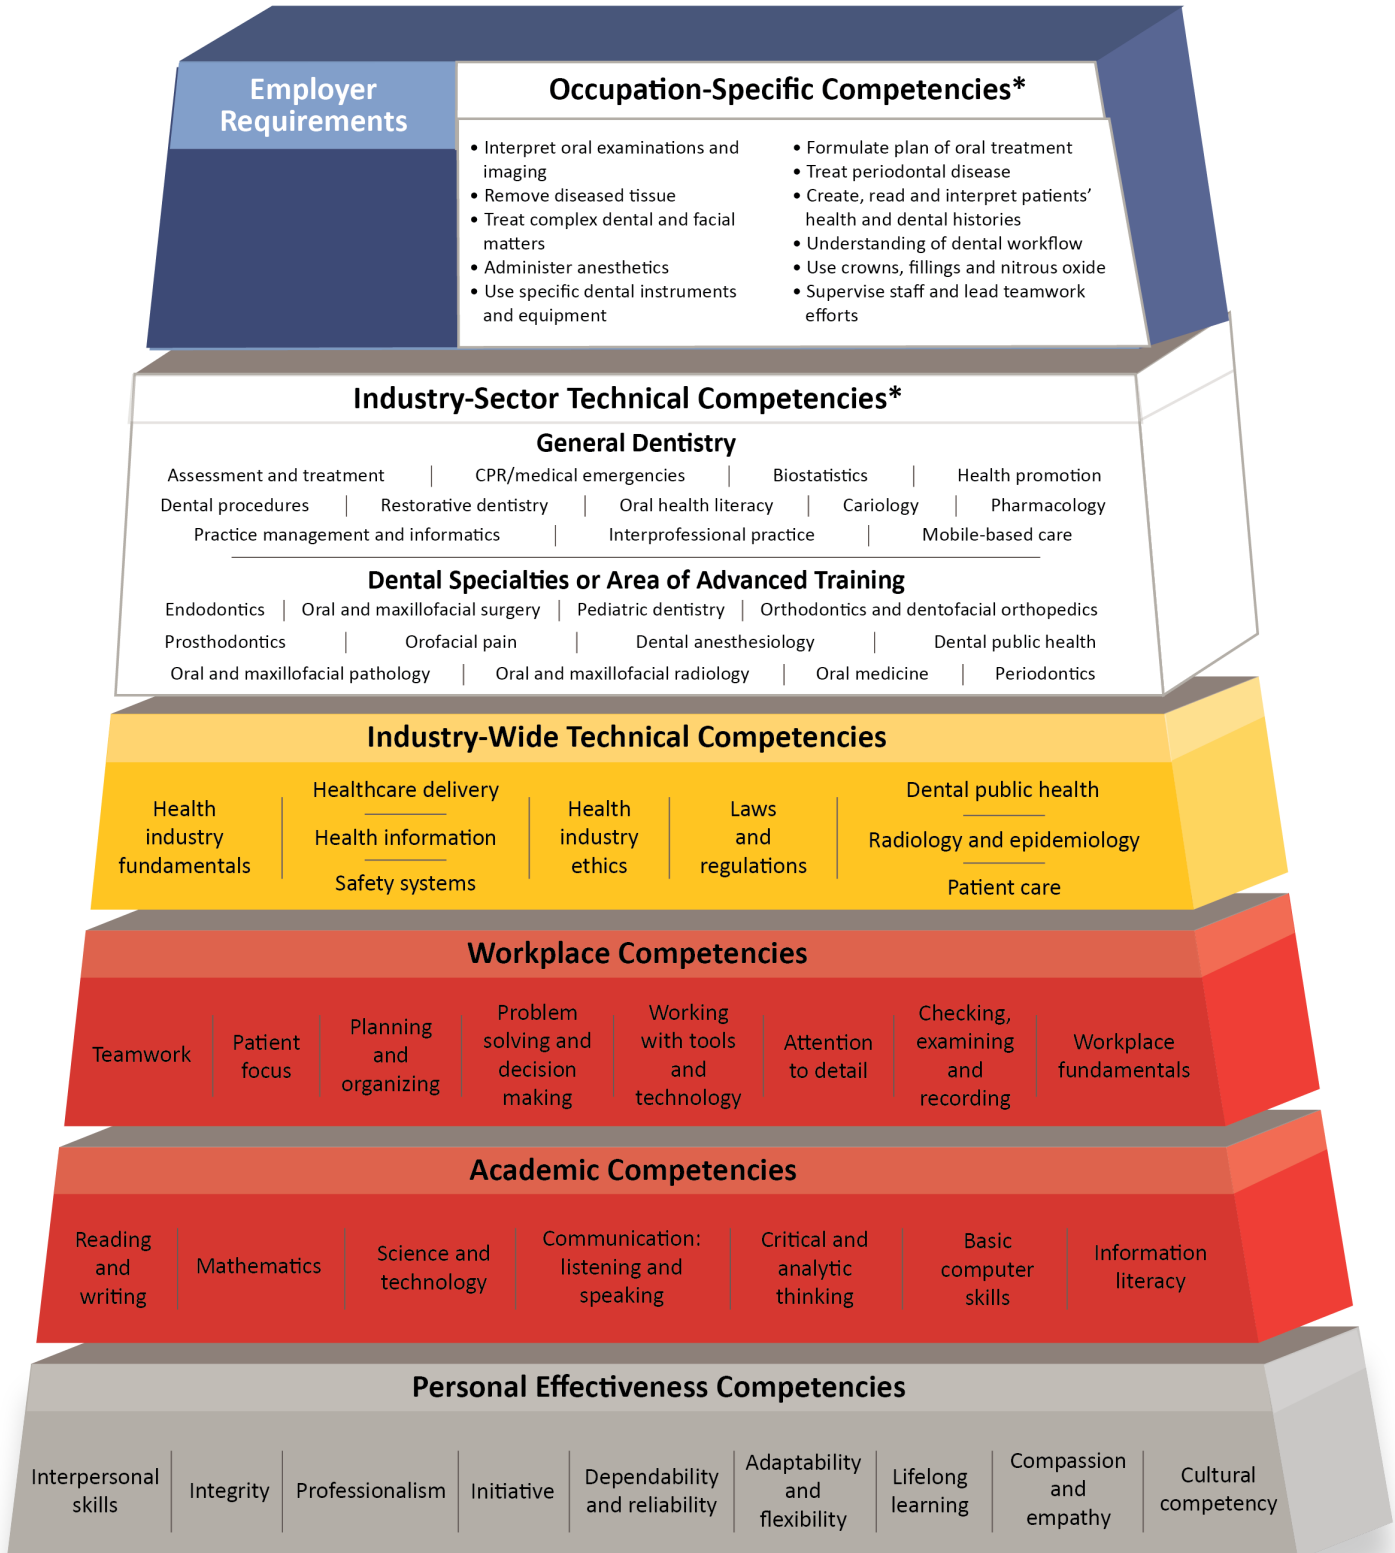 Employer
Requirements
Occupation-Specific Competencies*
• Interpret oral examinations and
imaging
• Remove diseased tissue
• Treat complex dental and facial
matters
• Administer anesthetics
• Use specific dental instruments
and equipment
• Formulate plan of oral treatment
• Treat periodontal disease
• Create, read and interpret patients’
health and dental histories
• Understanding of dental workflow
• Use crowns, fillings and nitrous oxide
• Supervise staff and lead teamwork
efforts
Industry-Sector Technical Competencies*
General Dentistry
Assessment and treatment | CPR/medical emergencies | Biostatistics | Health promotion
Dental procedures | Restorative dentistry | Oral health literacy | Cariology | Pharmacology
Practice management and informatics | Interprofessional practice | Mobile-based care
Dental Specialties or Area of Advanced Training
Endodontics | Oral and maxillofacial surgery | Pediatric dentistry | Orthodontics and dentofacial orthopedics
Prosthodontics | Orofacial pain | Dental anesthesiology | Dental public health
Oral and maxillofacial pathology | Oral and maxillofacial radiology | Oral medicine | Periodontics
Industry-Wide Technical Competencies
Health
industry
fundamentals
Healthcare delivery
Health information
Safety systems
Health
industry
ethics
Laws
and
regulations
Dental public health
Radiology and epidemiology
Patient care
Workplace Competencies
Teamwork
Patient
focus
Planning
and
organizing
Problem
solving and
decision
making
Working
with tools
and
technology
Attention
to detail
Checking,
examining
and
recording
Workplace
fundamentals
Academic Competencies
Reading
and
writing
Mathematics
Science and
technology
Communication:
listening and
speaking
Critical and
analytic
thinking
Basic
computer
skills
Information
literacy
Personal Effectiveness Competencies
Interpersonal
skills
Integrity
Professionalism
Initiative
Dependability
and reliability
Adaptability
and
flexibility
Lifelong
learning
Compassion
and
empathy
Cultural
competency